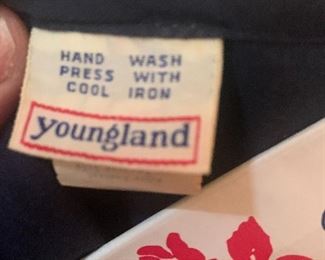 HAND WASH
PRESS WITH
COOL IRON
youngland